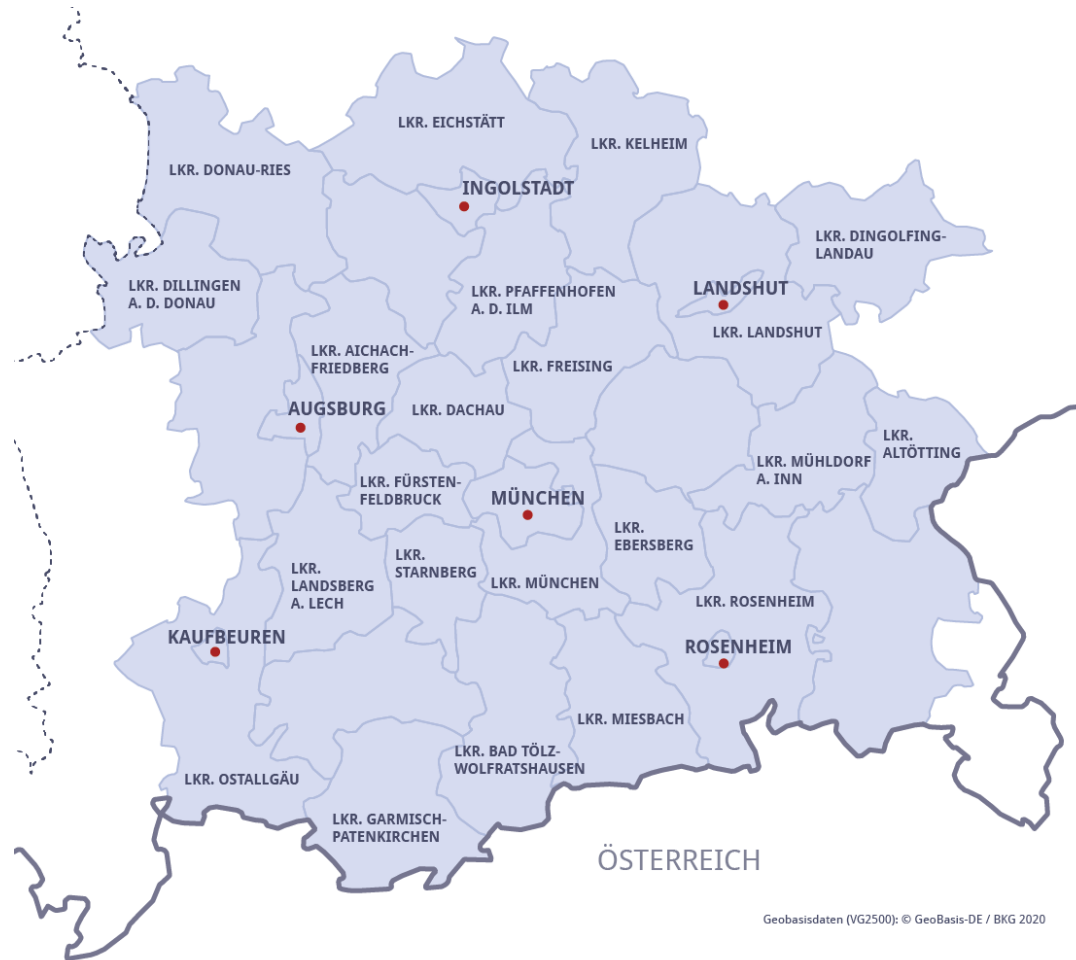 LKR. EICHSTÄTT
LKR. KELHEIM
LKR. DONAU-RIES
INGOLSTADT
LKR. DINGOLFING-
LANDAU
LKR. DILLINGEN
A. D. DONAU
LKR. PFAFFENHOFEN
A. D. ILM
LANDSHUT
LKR. LANDSHUT
LKR. AICHACH-
FRIEDBERG
LKR. FREISING
AUGSBURG
LKR. DACHAU
LKR.
ALTÖTTING
LKR. MÜHLDORF
A. INN
LKR. FÜRSTEN-
FELDBRUCK
MÜNCHEN
LKR.
EBERSBERG
LKR.
STARNBERG
LKR.
LANDSBERG
A. LECH
LKR. MÜNCHEN
LKR. ROSENHEIM
KAUFBEUREN
ROSENHEIM
LKR. MIESBACH
LKR. BAD TÖLZ-
WOLFRATSHAUSEN
LKR. OSTALLGÄU
LKR. GARMISCH-
PATENKIRCHEN
ÖSTERREICH
Geobasisdaten (VG2500): © GeoBasis-DE / BKG 2020